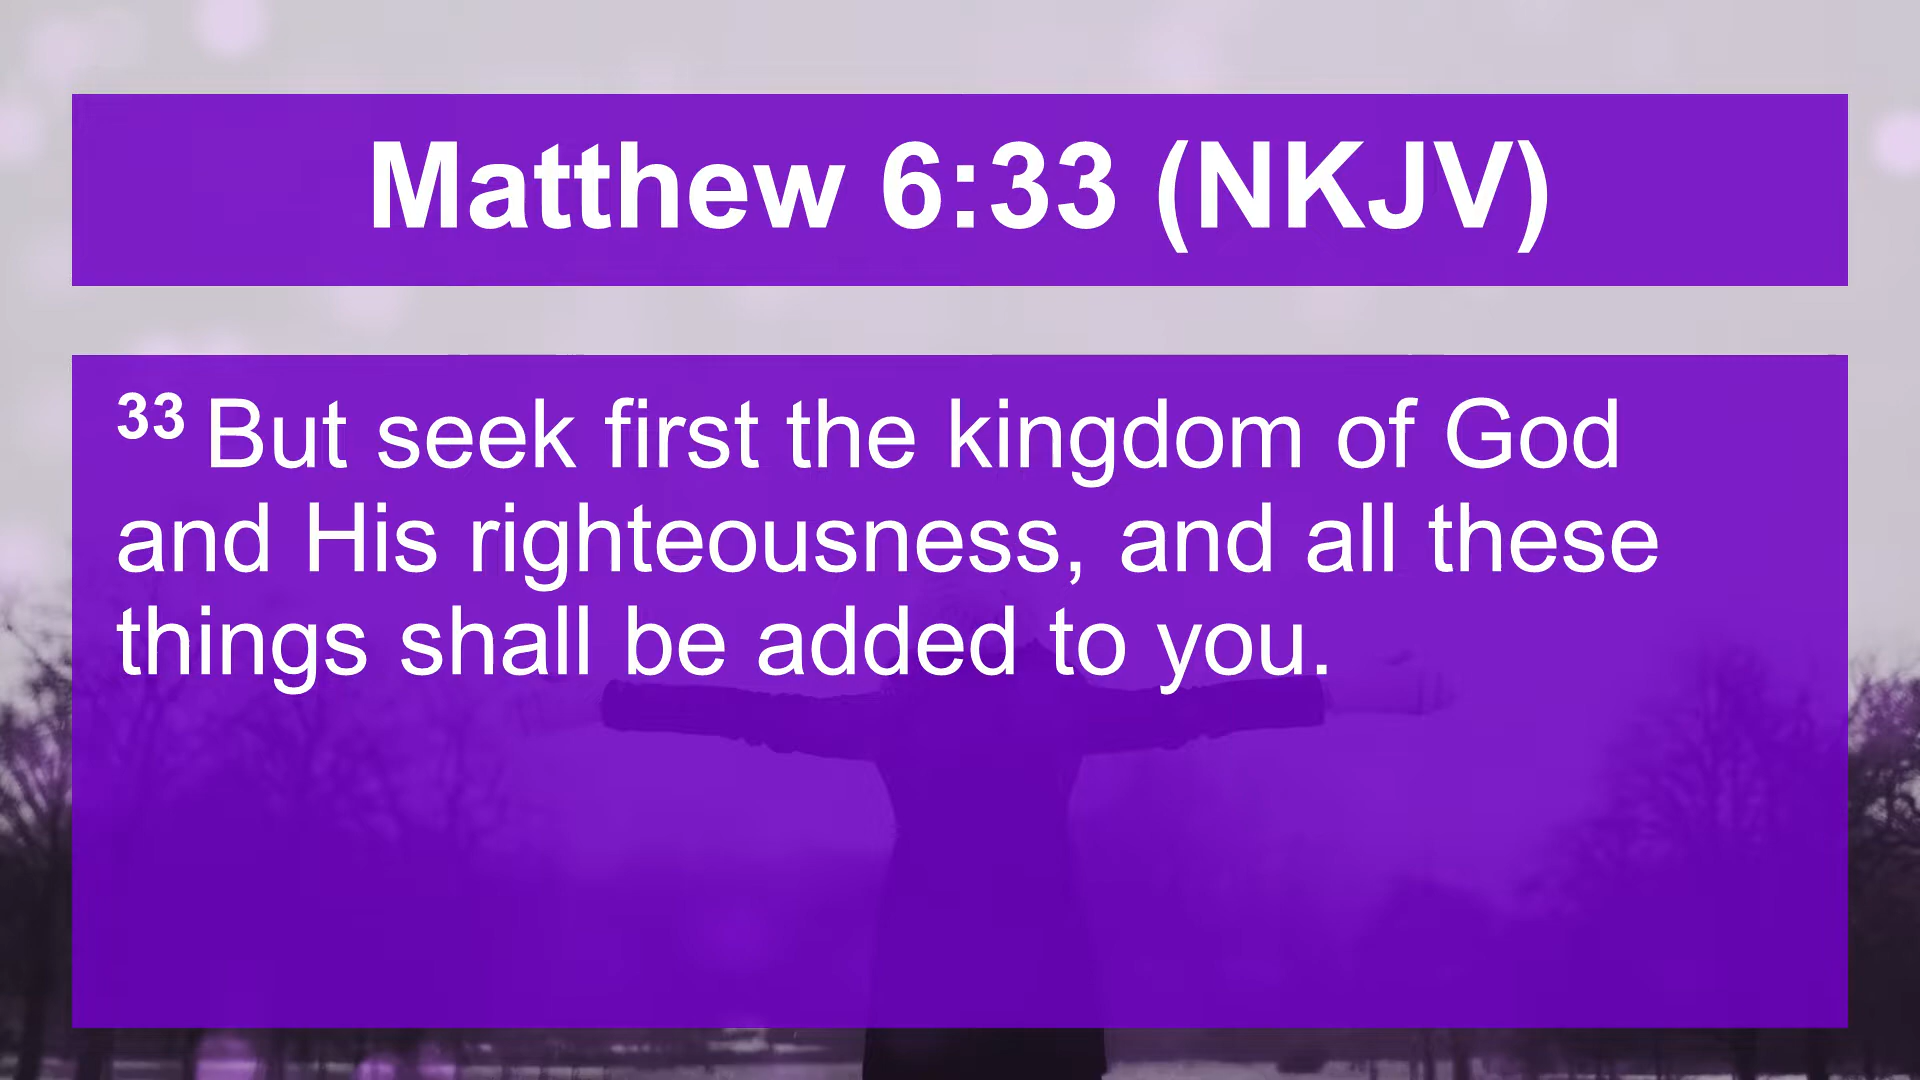 Matthew 6:33 (NKJV)
33 But seek first the kingdom of God
and His righteousness, and all these
things shall be added to you.